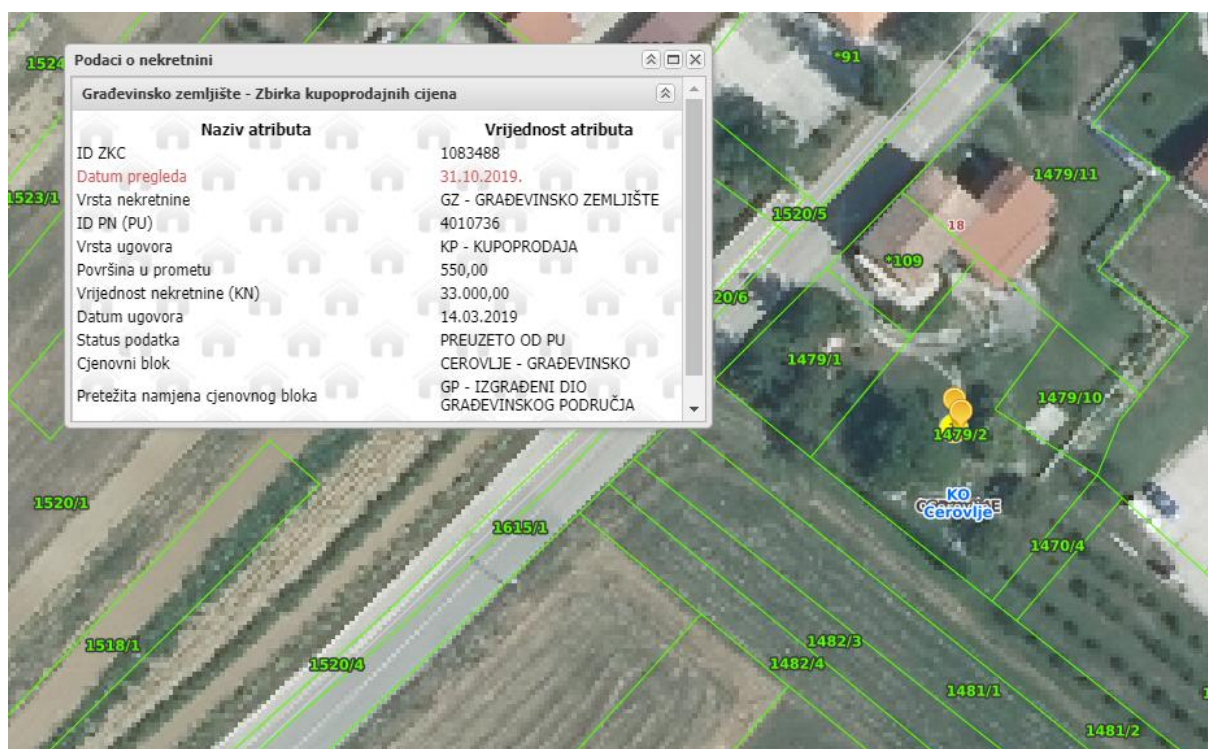 Podaci o nekretnini
Građevinsko zemljište - Zbirka kupoprodajnih cijena
Naziv atributa Vrijednost atributa
ID ZKC 1083488
Datum pregleda 31.10.2019.
Vrsta nekretnine GZ - GRAĐEVINSKO ZEMLJIŠTE
ID PN (PU) 4010736
Vrsta ugovora KP - KUPOPRODAJA
Površina u prometu 550,00
Vrijednost nekretnine (KN) 33.000,00
Datum ugovora 14.03.2019
Status podatka PREUZETO OD PU
Cjenovni blok CEROVLJE - GRAĐEVINSKO
Pretežita namjena cjenovnog bloka GP - IZGRAĐENI DIO
GRAĐEVINSKOG PODRUČJA
1524
*91
1479/11
1523/1
1520/5
18
*109
20/6
1479/1
1479/10
1479/2
KO
Cerovlje
1520/1
1615/1
1470/4
1518/1
1520/4
1482/3
1482/4
1481/1
1481/2